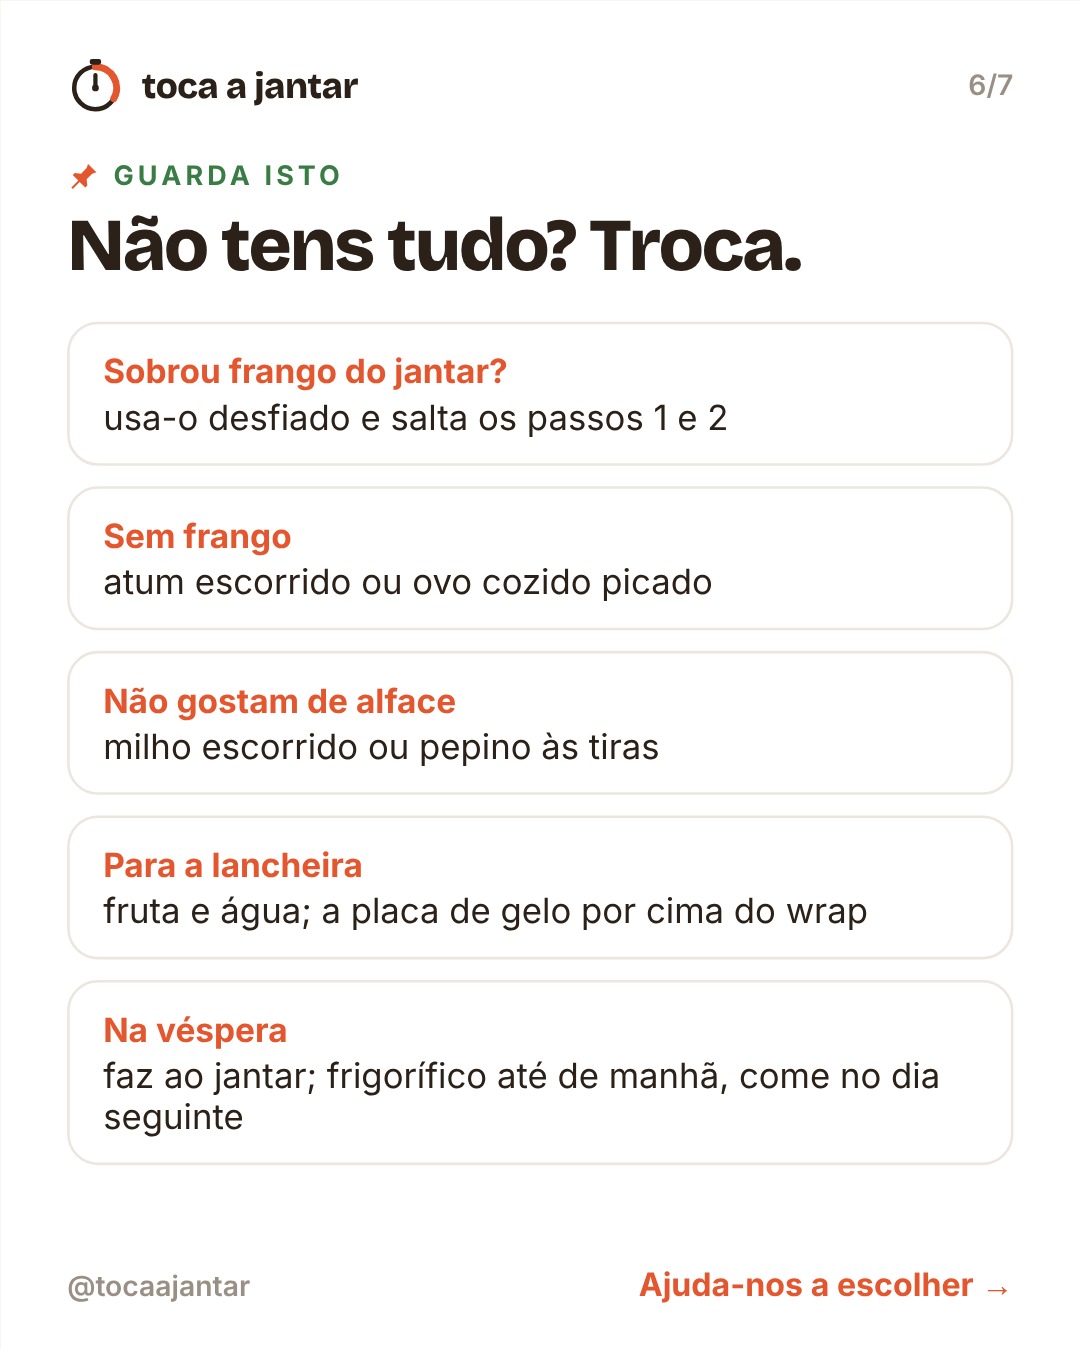 toca a jantar
6/7
GUARDA ISTO
Não tens tudo? Troca.
Sobrou frango do jantar?
usa-o desfiado e salta os passos 1 e 2
Sem frango
atum escorrido ou ovo cozido picado
Não gostam de alface
milho escorrido ou pepino às tiras
Para a lancheira
fruta e água; a placa de gelo por cima do wrap
Na véspera
faz ao jantar; frigorífico até de manhã, come no dia
seguinte
@tocaajantar
Ajuda-nos a escolher →